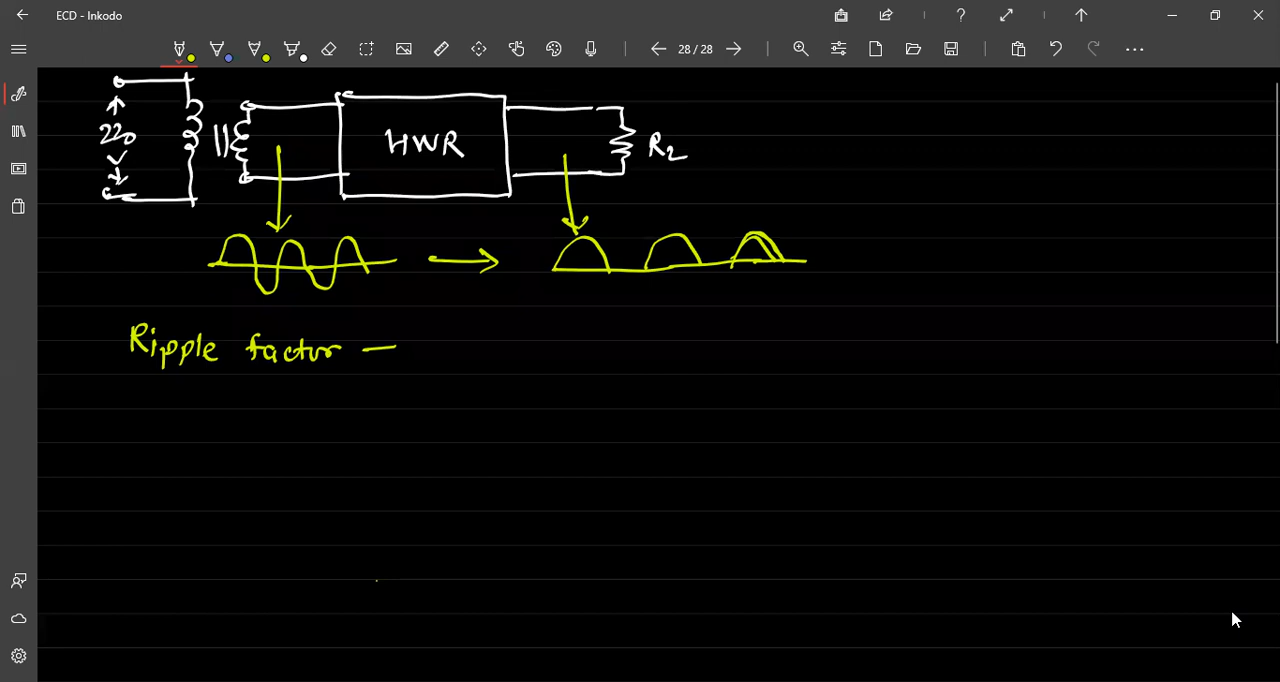 ECD - Inkodo
28 / 28
220
V
HWR
R2
Ripple factor —